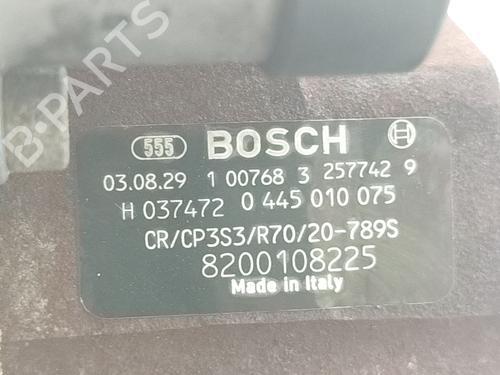 B-PARTS
555 BOSCH
03.08.29 1 00768 3 257742 9
H 037472 0 445 010 075
CR/CP3S3/R70/20-789S
8200108225
Made in Italy